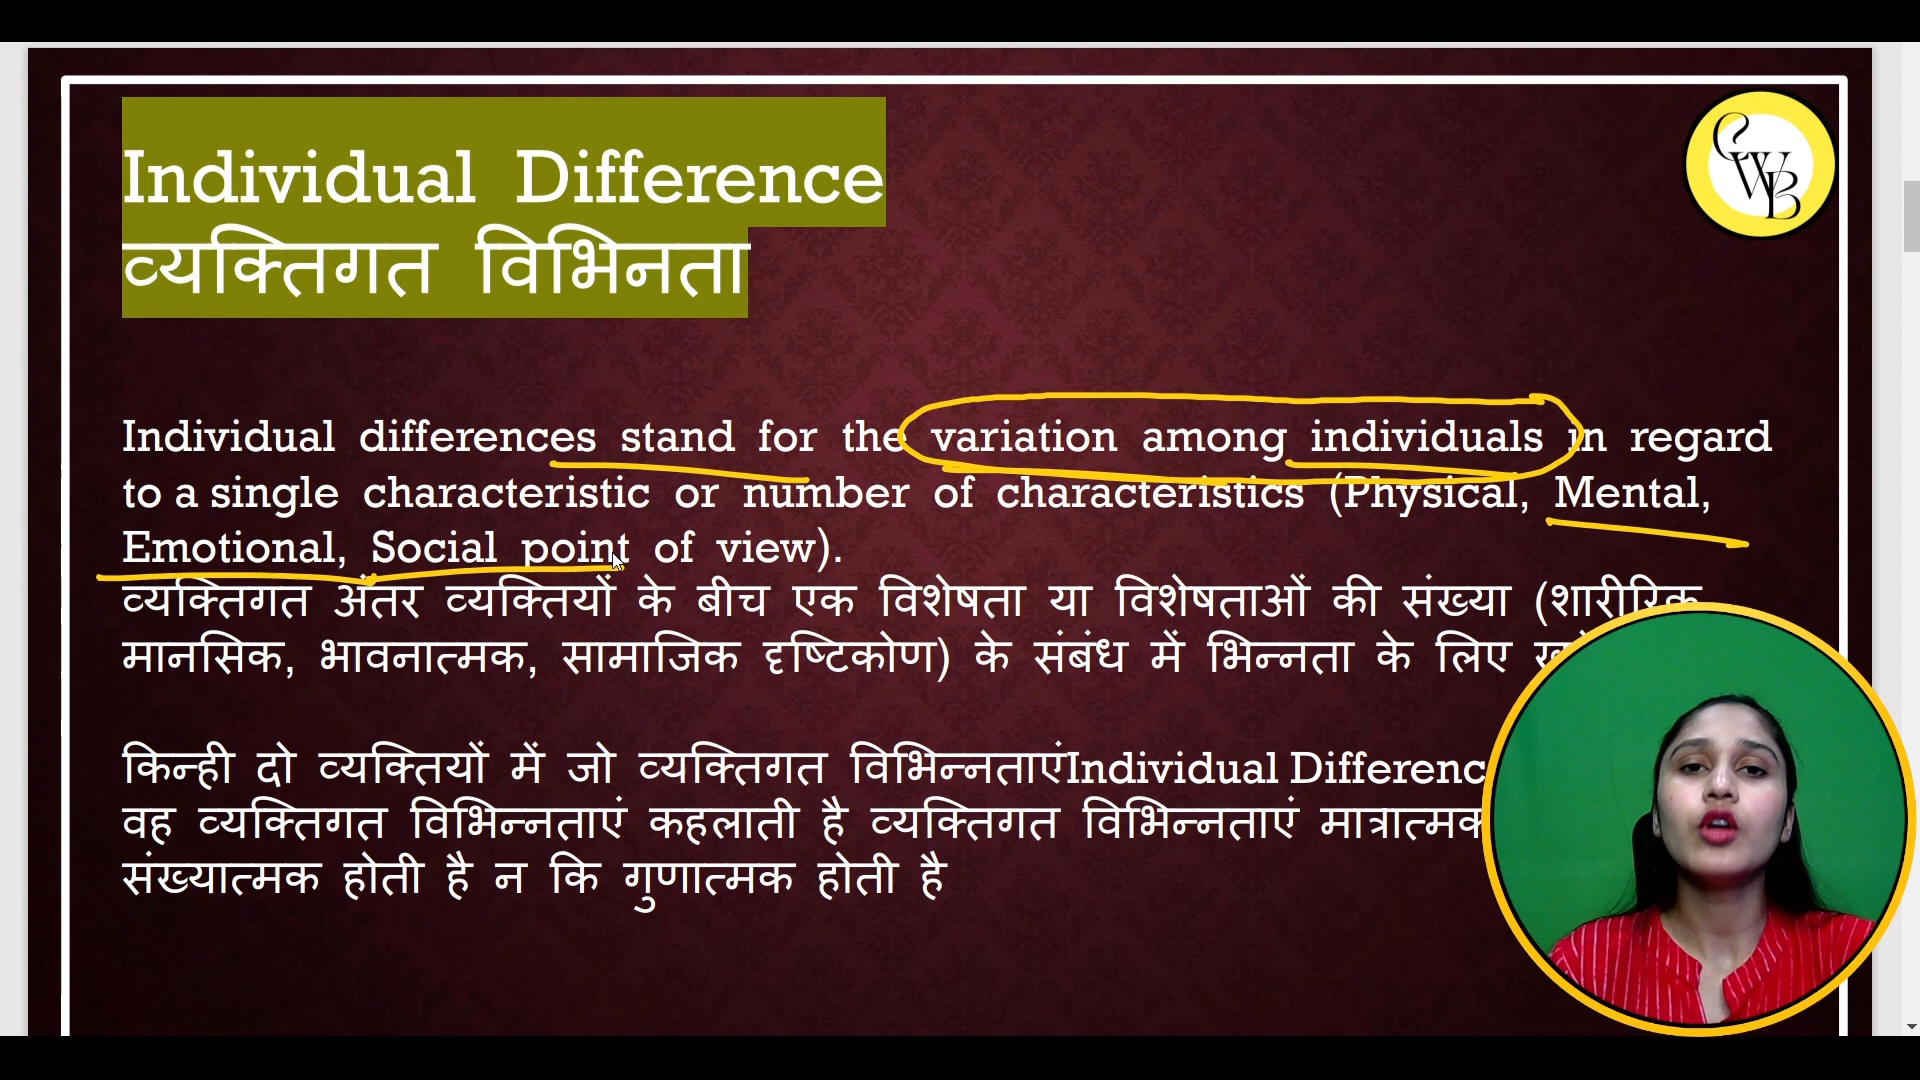 Individual Difference
व्यक्तिगत विभिनता
CWB
Individual differences stand for the variation among individuals in regard
to a single characteristic or number of characteristics (Physical, Mental,
Emotional, Social point of view).
व्यक्तिगत अंतर व्यक्तियों के बीच एक विशेषता या विशेषताओं की संख्या (शारीरिक
मानसिक, भावनात्मक, सामाजिक दृष्टिकोण) के संबंध में भिन्नता के लिए
किन्ही दो व्यक्तियों में जो व्यक्तिगत विभिन्नताएंIndividual Differenc
वह व्यक्तिगत विभिन्नताएं कहलाती है व्यक्तिगत विभिन्नताएं मात्रात्मक
संख्यात्मक होती है न कि गुणात्मक होती है